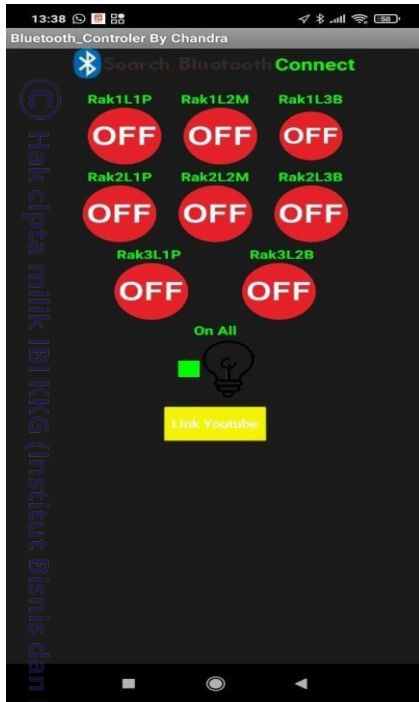 13:38
58
Bluetooth_Controler By Chandra
Search Bluetooth Connect
Rak1L1P Rak1L2M Rak1L3B
OFF OFF OFF
Rak2L1P Rak2L2M Rak2L3B
OFF OFF OFF
Rak3L1P Rak3L2B
OFF OFF
On All
Link Youtube
© Hak cipta milik IBI KKG (Institut Bisnis dan